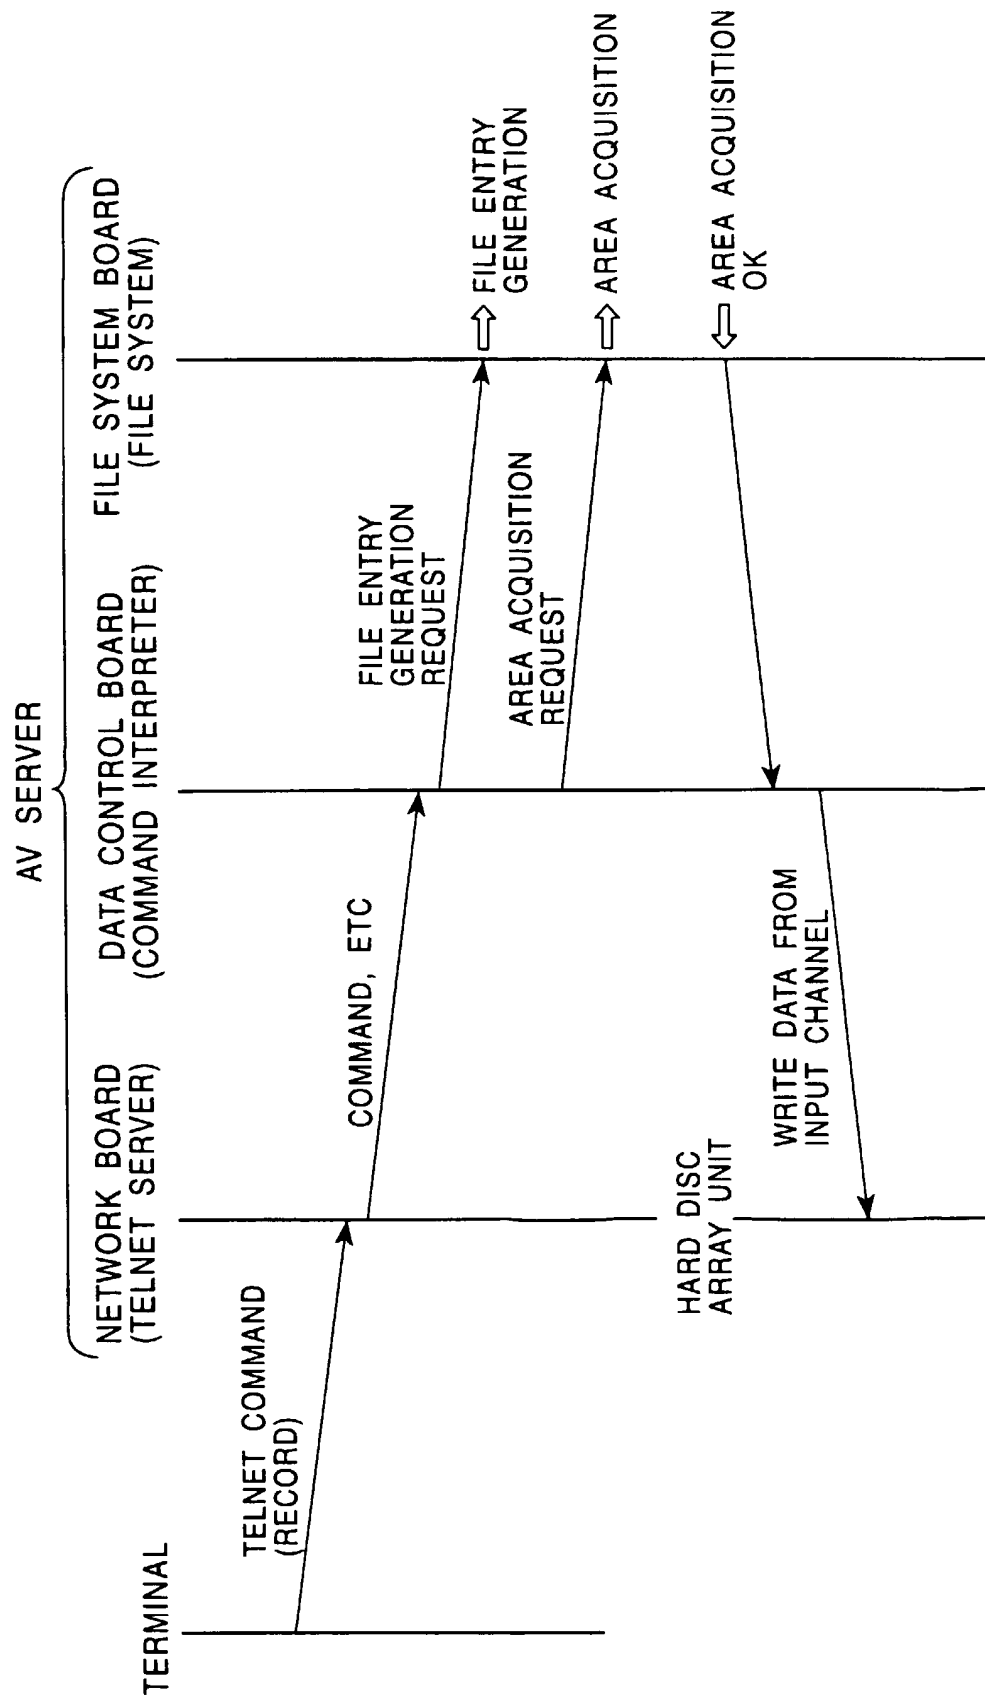 AV SERVER
TERMINAL
NETWORK BOARD
(TELNET SERVER)
DATA CONTROL BOARD
(COMMAND INTERPRETER)
FILE SYSTEM BOARD
(FILE SYSTEM)
TELNET COMMAND
(RECORD)
COMMAND, ETC
FILE ENTRY
GENERATION
REQUEST
FILE ENTRY
GENERATION
AREA ACQUISITION
REQUEST
AREA ACQUISITION
HARD DISC
ARRAY UNIT
AREA ACQUISITION
OK
WRITE DATA FROM
INPUT CHANNEL